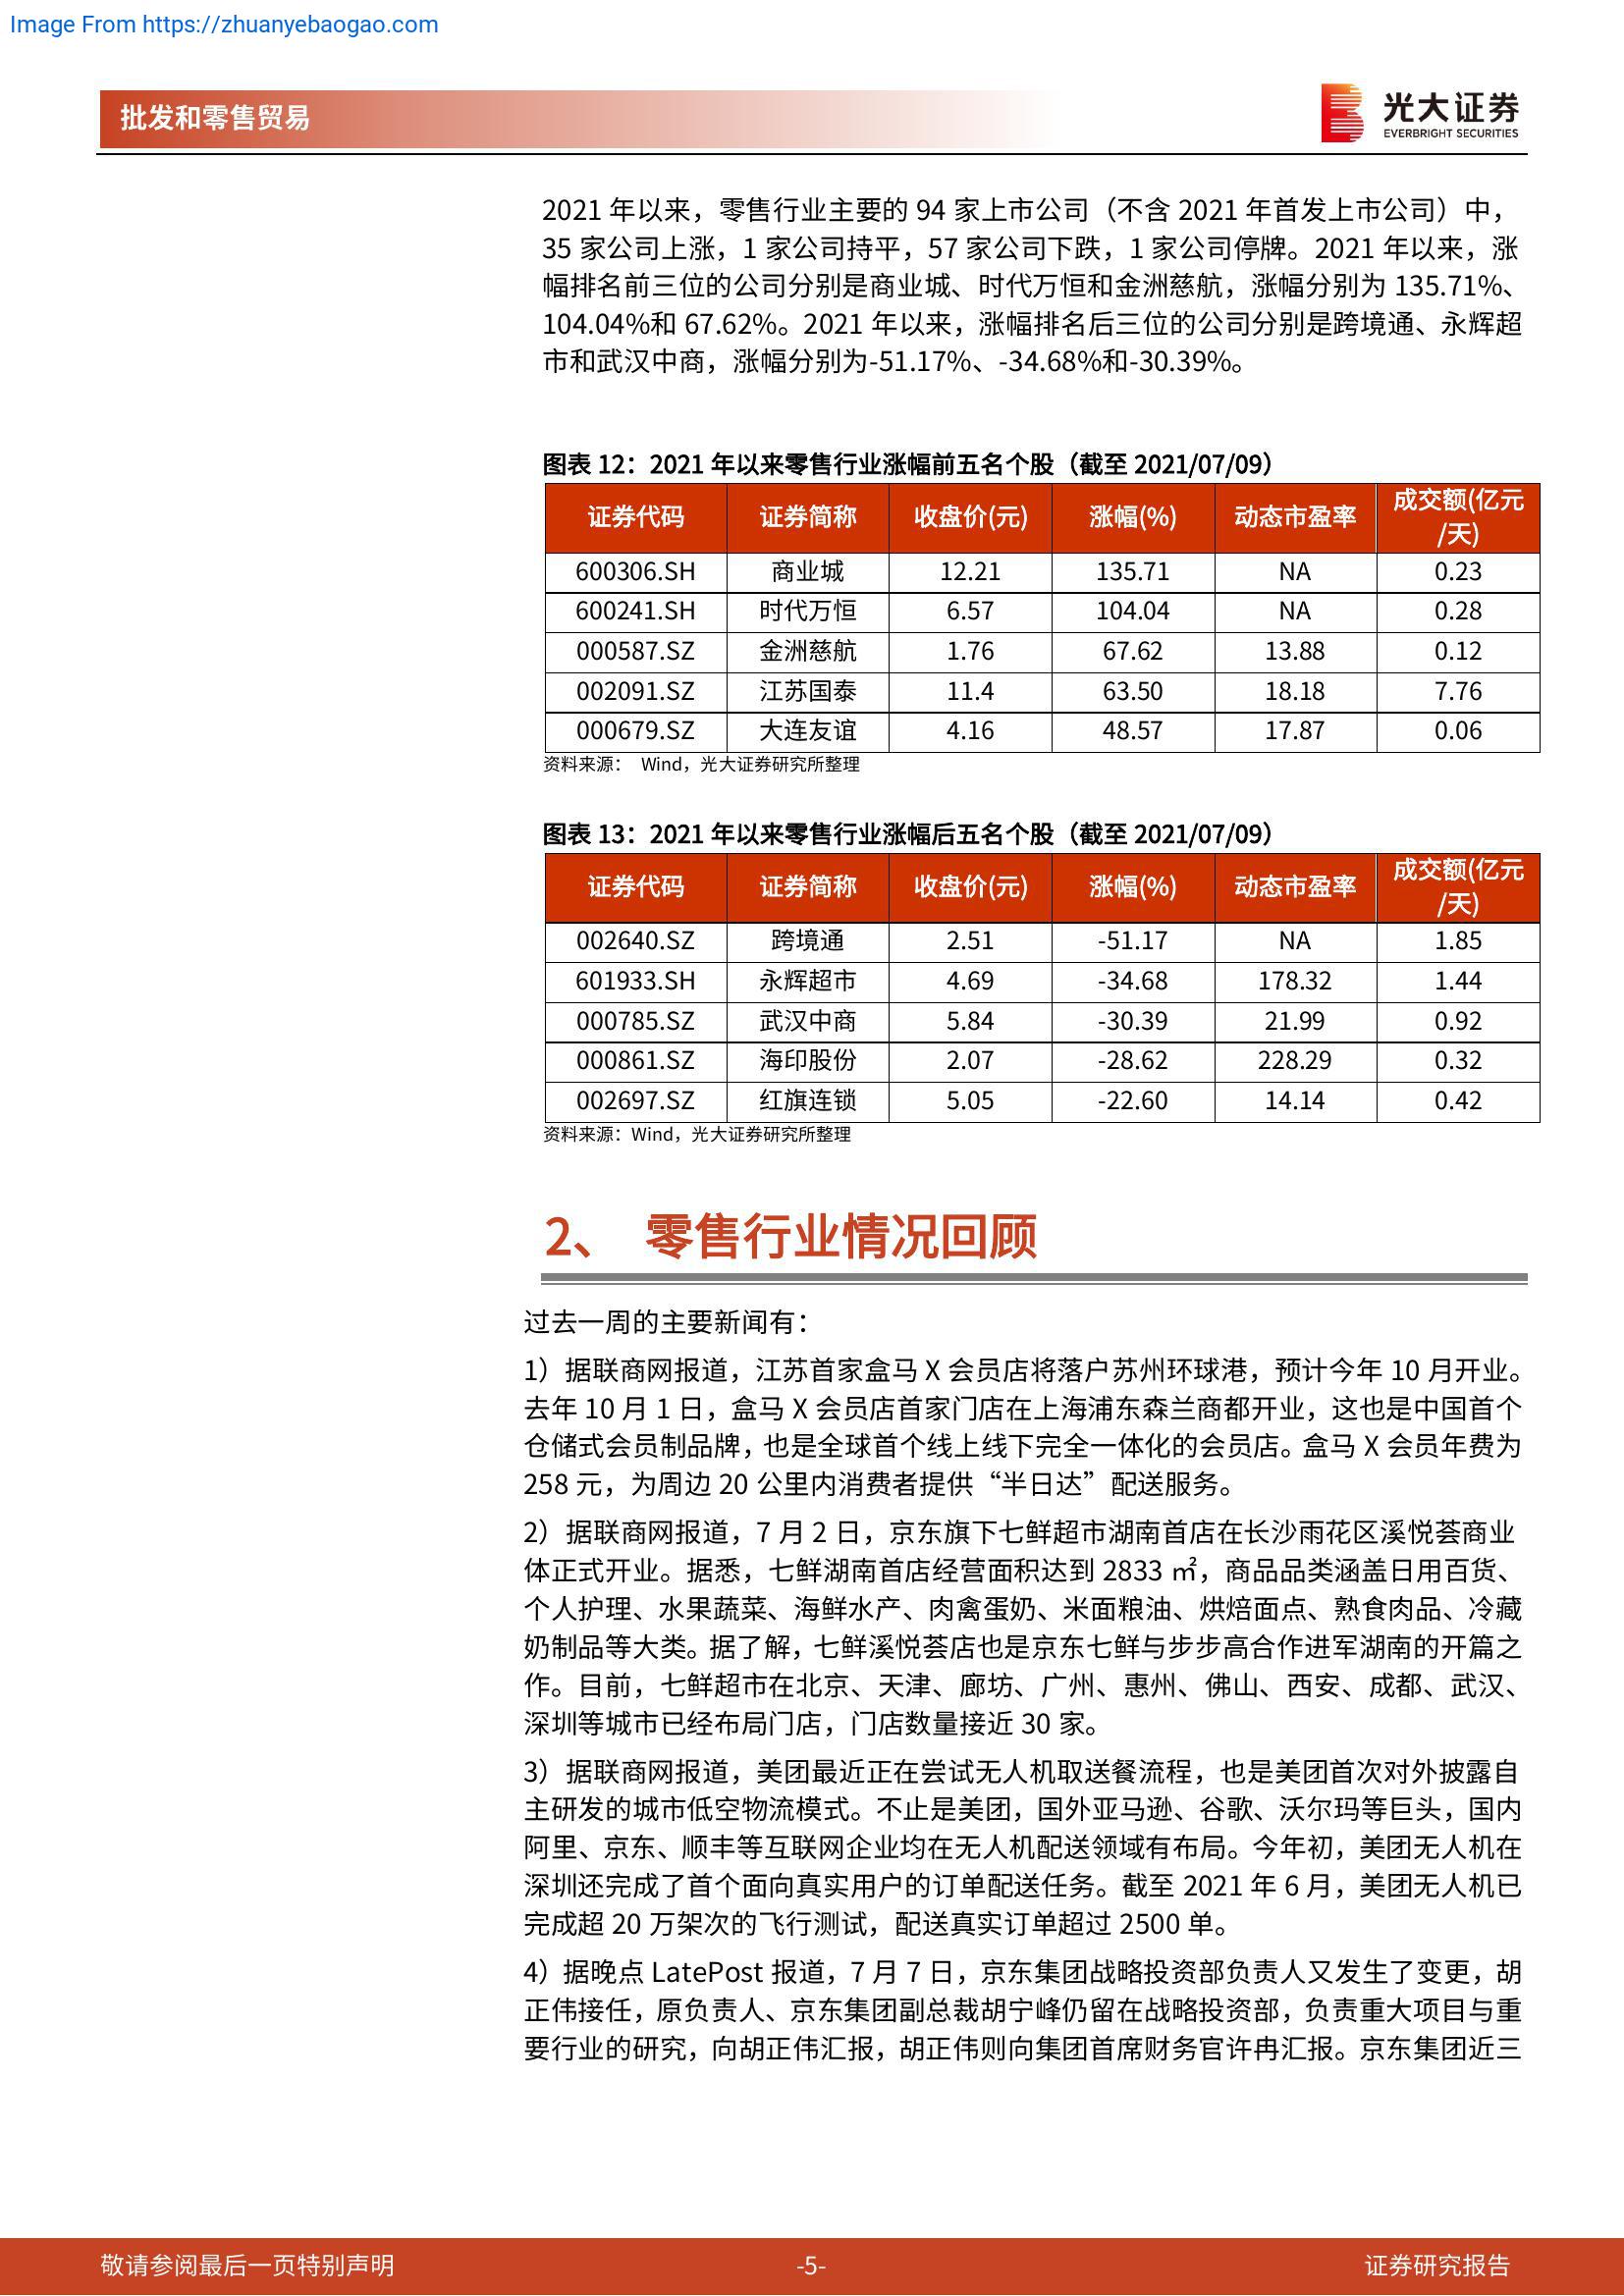 Image From https://zhuanyebaogao.com
批发和零售贸易
光大证券
EVERBRIGHT SECURITIES
2021 年以来，零售行业主要的 94 家上市公司（不含 2021 年首发上市公司）中，
35 家公司上涨，1 家公司持平，57 家公司下跌，1 家公司停牌。2021 年以来，涨
幅排名前三位的公司分别是商业城、时代万恒和金洲慈航，涨幅分别为 135.71%、
104.04%和 67.62%。2021 年以来，涨幅排名后三位的公司分别是跨境通、永辉超
市和武汉中商，涨幅分别为-51.17%、-34.68%和-30.39%。
图表 12：2021 年以来零售行业涨幅前五名个股（截至 2021/07/09）
证券代码 证券简称 收盘价(元) 涨幅(%) 动态市盈率 成交额(亿元
/天)
600306.SH 商业城 12.21 135.71 NA 0.23
600241.SH 时代万恒 6.57 104.04 NA 0.28
000587.SZ 金洲慈航 1.76 67.62 13.88 0.12
002091.SZ 江苏国泰 11.4 63.50 18.18 7.76
000679.SZ 大连友谊 4.16 48.57 17.87 0.06
资料来源： Wind，光大证券研究所整理
图表 13：2021 年以来零售行业涨幅后五名个股（截至 2021/07/09）
证券代码 证券简称 收盘价(元) 涨幅(%) 动态市盈率 成交额(亿元
/天)
002640.SZ 跨境通 2.51 -51.17 NA 1.85
601933.SH 永辉超市 4.69 -34.68 178.32 1.44
000785.SZ 武汉中商 5.84 -30.39 21.99 0.92
000861.SZ 海印股份 2.07 -28.62 228.29 0.32
002697.SZ 红旗连锁 5.05 -22.60 14.14 0.42
资料来源：Wind，光大证券研究所整理
2、 零售行业情况回顾
过去一周的主要新闻有：
1）据联商网报道，江苏首家盒马 X 会员店将落户苏州环球港，预计今年 10 月开业。
去年 10 月 1 日，盒马 X 会员店首家门店在上海浦东森兰商都开业，这也是中国首个
仓储式会员制品牌，也是全球首个线上线下完全一体化的会员店。盒马 X 会员年费为
258 元，为周边 20 公里内消费者提供“半日达”配送服务。
2）据联商网报道，7 月 2 日，京东旗下七鲜超市湖南首店在长沙雨花区溪悦荟商业
体正式开业。据悉，七鲜湖南首店经营面积达到 2833 ㎡，商品品类涵盖日用百货、
个人护理、水果蔬菜、海鲜水产、肉禽蛋奶、米面粮油、烘焙面点、熟食肉品、冷藏
奶制品等大类。据了解，七鲜溪悦荟店也是京东七鲜与步步高合作进军湖南的开篇之
作。目前，七鲜超市在北京、天津、廊坊、广州、惠州、佛山、西安、成都、武汉、
深圳等城市已经布局门店，门店数量接近 30 家。
3）据联商网报道，美团最近正在尝试无人机取送餐流程，也是美团首次对外披露自
主研发的城市低空物流模式。不止是美团，国外亚马逊、谷歌、沃尔玛等巨头，国内
阿里、京东、顺丰等互联网企业均在无人机配送领域有布局。今年初，美团无人机在
深圳还完成了首个面向真实用户的订单配送任务。截至 2021 年 6 月，美团无人机已
完成超 20 万架次的飞行测试，配送真实订单超过 2500 单。
4）据晚点 LatePost 报道，7 月 7 日，京东集团战略投资部负责人又发生了变更，胡
正伟接任，原负责人、京东集团副总裁胡宁峰仍留在战略投资部，负责重大项目与重
要行业的研究，向胡正伟汇报，胡正伟则向集团首席财务官许冉汇报。京东集团近三
敬请参阅最后一页特别声明 -5- 证券研究报告